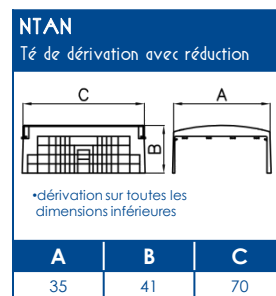 NTAN
Té de dérivation avec réduction
C
A
B
•dérivation sur toutes les
dimensions inférieures
A B C
35 41 70